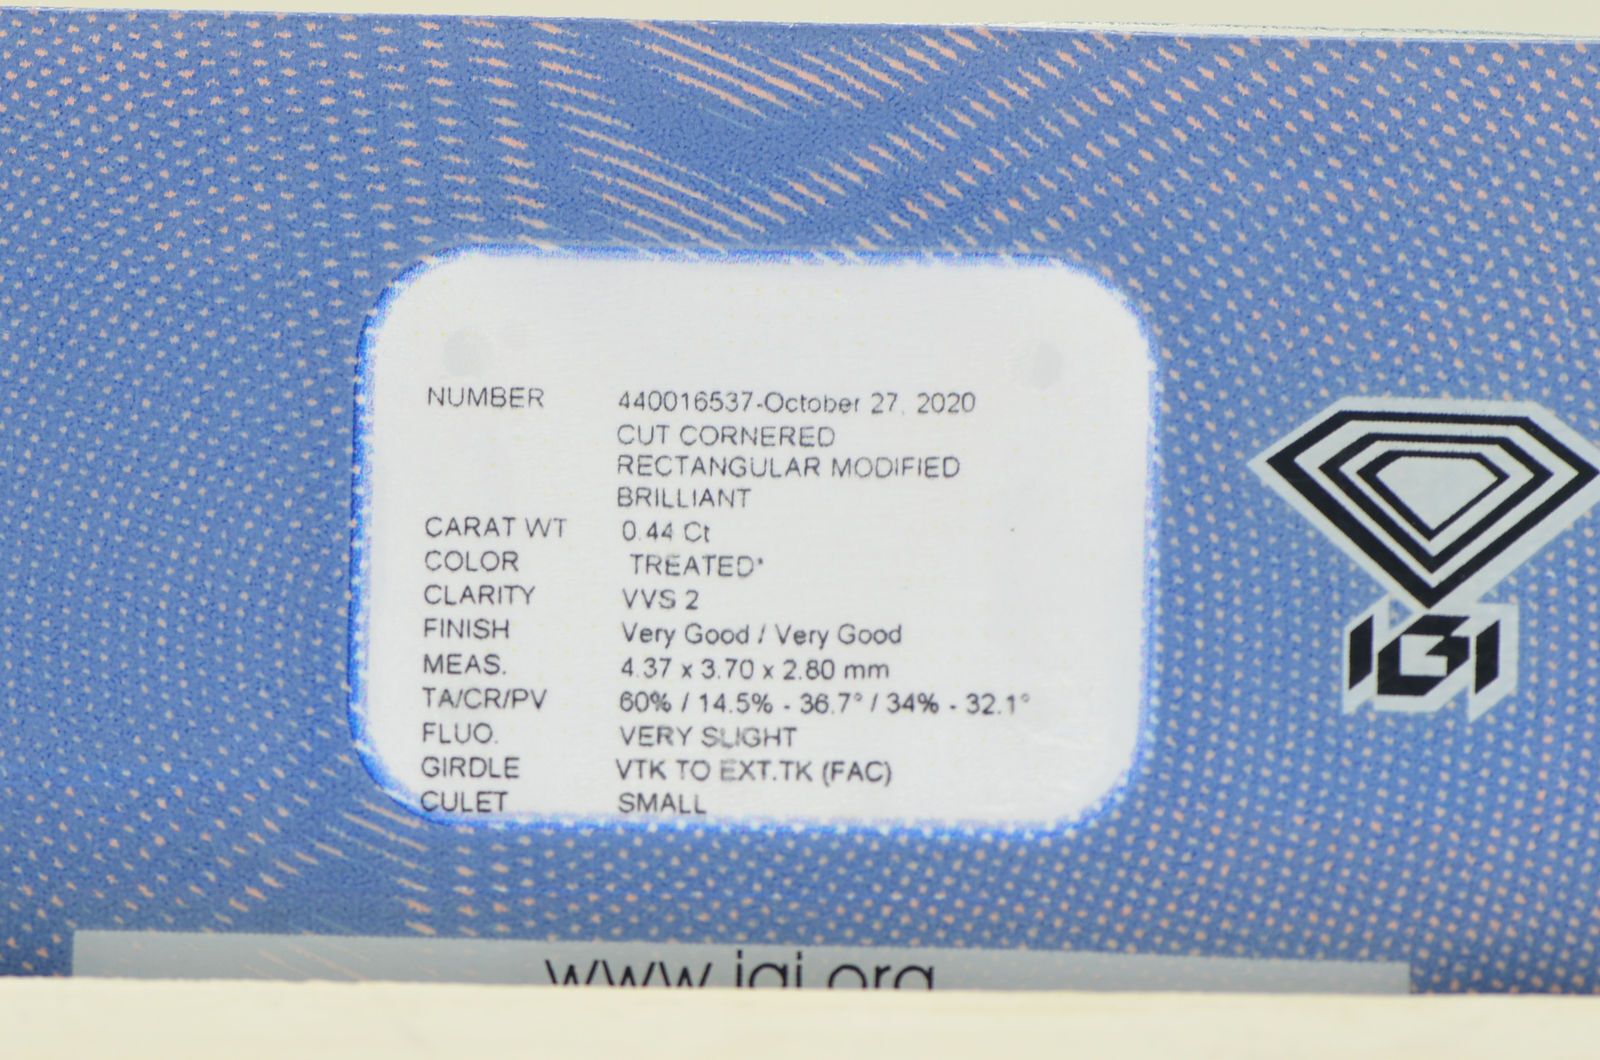 NUMBER 440016537-October 27, 2020
CUT CORNERED
RECTANGULAR MODIFIED
BRILLIANT
CARAT WT 0.44 Ct
COLOR TREATED*
CLARITY VVS 2
FINISH Very Good / Very Good
MEAS. 4.37 x 3.70 x 2.80 mm
TA/CR/PV 60% / 14.5% - 36.7° / 34% - 32.1°
FLUO. VERY SLIGHT
GIRDLE VTK TO EXT.TK (FAC)
CULET SMALL
IGI
www.igi.org